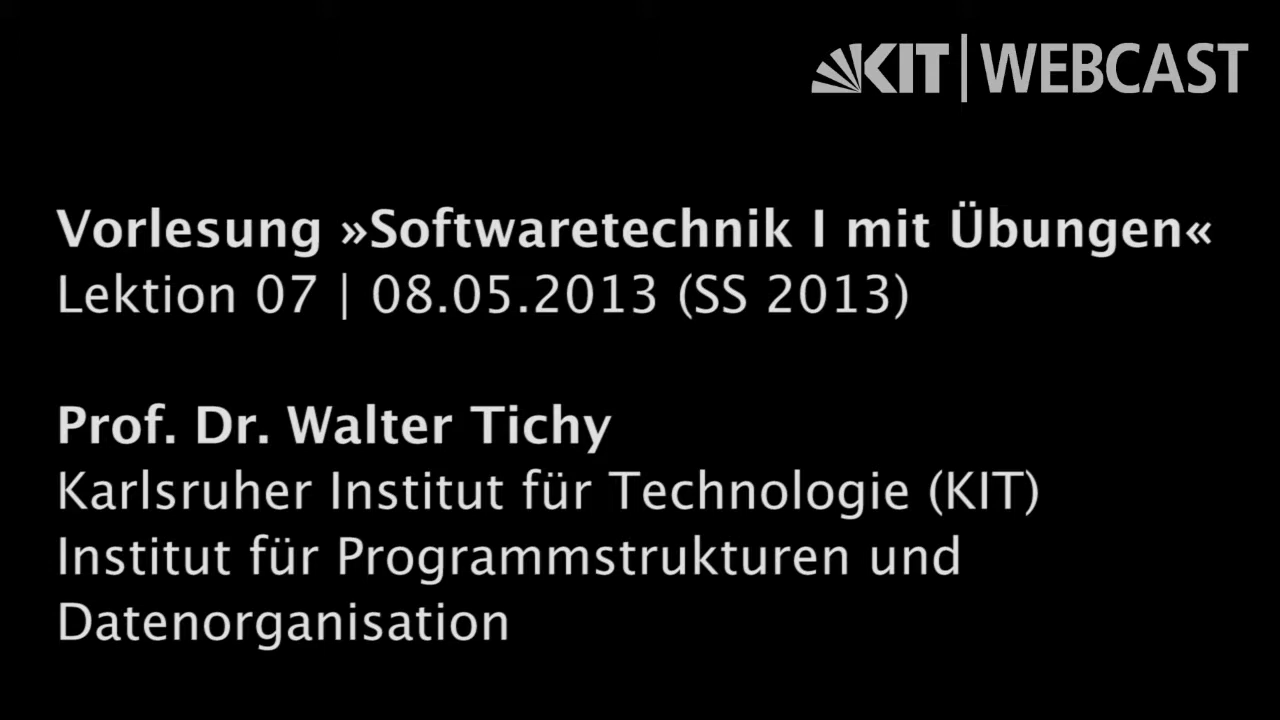 KIT | WEBCAST
Vorlesung »Softwaretechnik I mit Übungen«
Lektion 07 | 08.05.2013 (SS 2013)
Prof. Dr. Walter Tichy
Karlsruher Institut für Technologie (KIT)
Institut für Programmstrukturen und
Datenorganisation